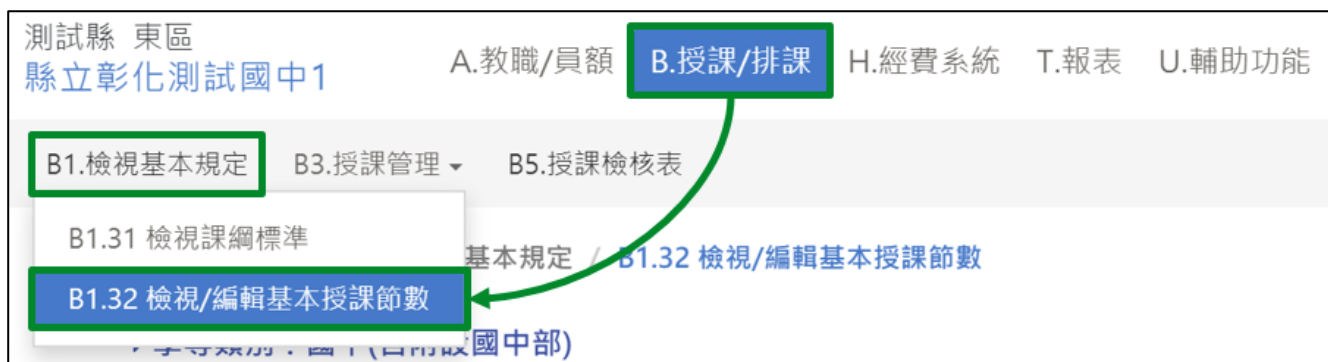 測試縣 東區
縣立彰化測試國中1
A.教職/員額 B.授課/排課 H.經費系統 T.報表 U.輔助功能
B1.檢視基本規定 B3.授課管理 B5.授課檢核表
B1.31 檢視課綱標準
基本規定 / B1.32 檢視/編輯基本授課節數
B1.32 檢視/編輯基本授課節數
國中部)